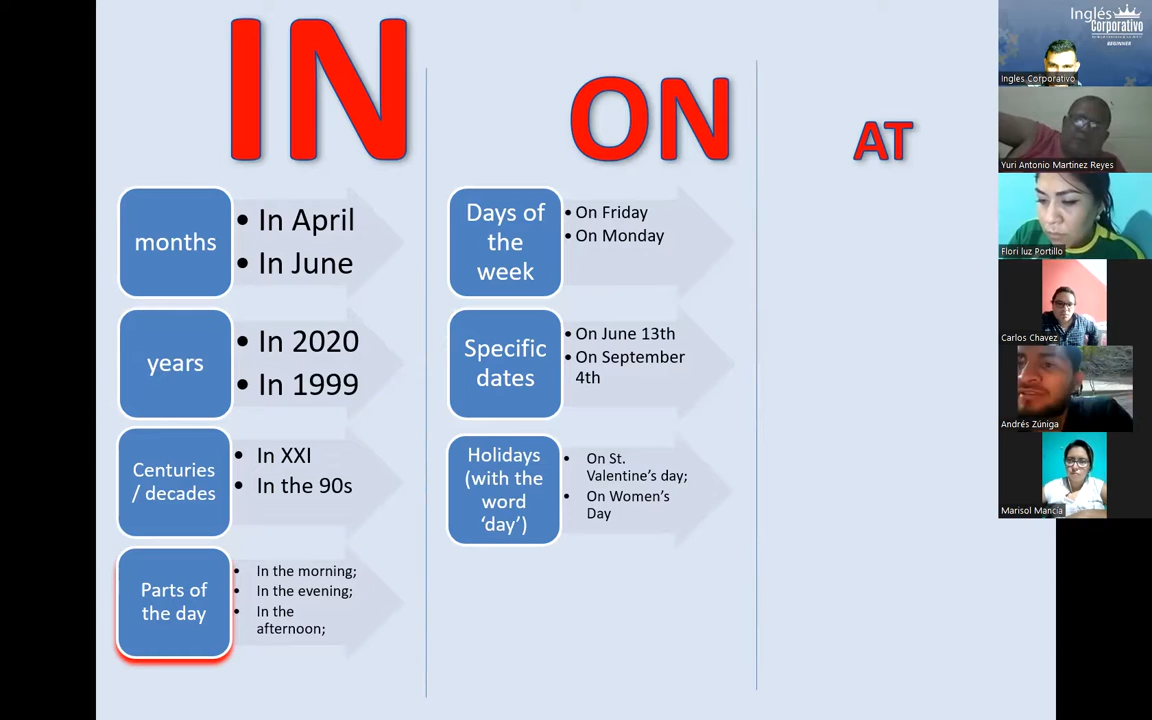 IN
months
• In April
• In June
years
• In 2020
• In 1999
Centuries
/ decades
• In XXI
• In the 90s
Parts of
the day
• In the morning;
• In the evening;
• In the
afternoon;
ON
Days of
the
week
• On Friday
• On Monday
Specific
dates
• On June 13th
• On September
4th
Holidays
(with the
word
‘day’)
• On St.
Valentine’s day;
• On Women’s
Day
AT
Inglés
Corporativo
BEGINNER
Ingles Corporativo
Yuri Antonio Martinez Reyes
Flori luz Portillo
Carlos Chavez
Andrés Zúniga
Marisol Mancia